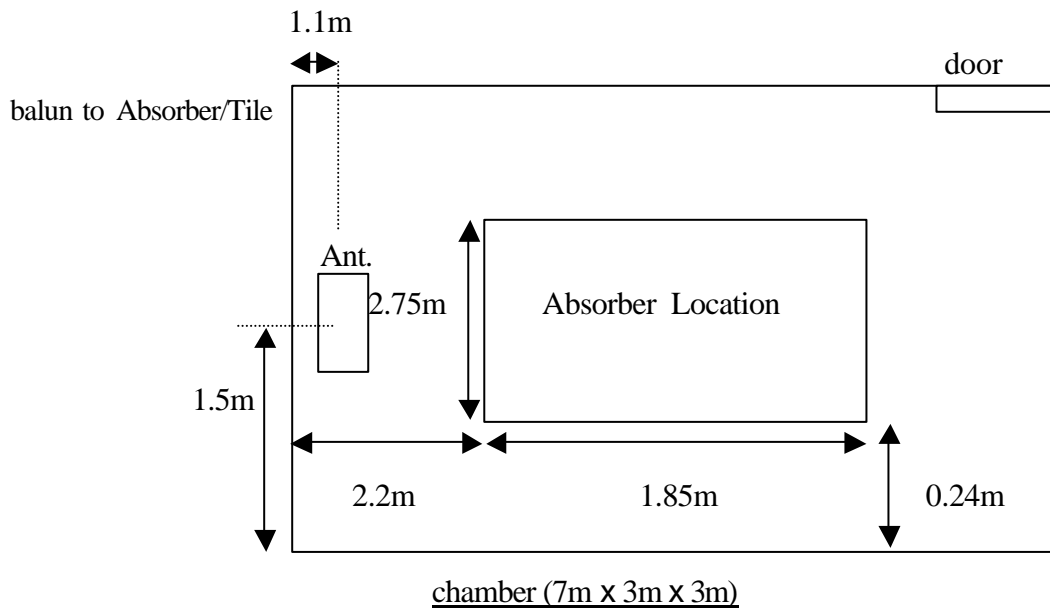 1.1m
door
balun to Absorber/Tile
Ant.
2.75m
Absorber Location
1.5m
2.2m
1.85m
0.24m
chamber (7m x 3m x 3m)